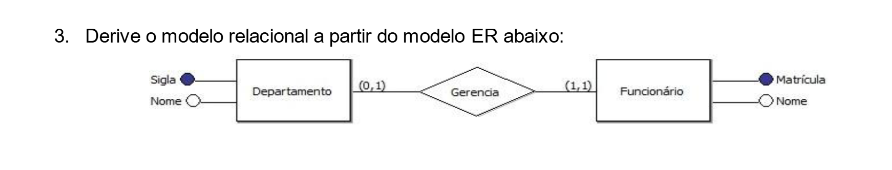 3. Derive o modelo relacional a partir do modelo ER abaixo:
Sigla
Nome
Departamento
(0,1)
Gerencia
(1,1)
Funcionário
Matrícula
Nome